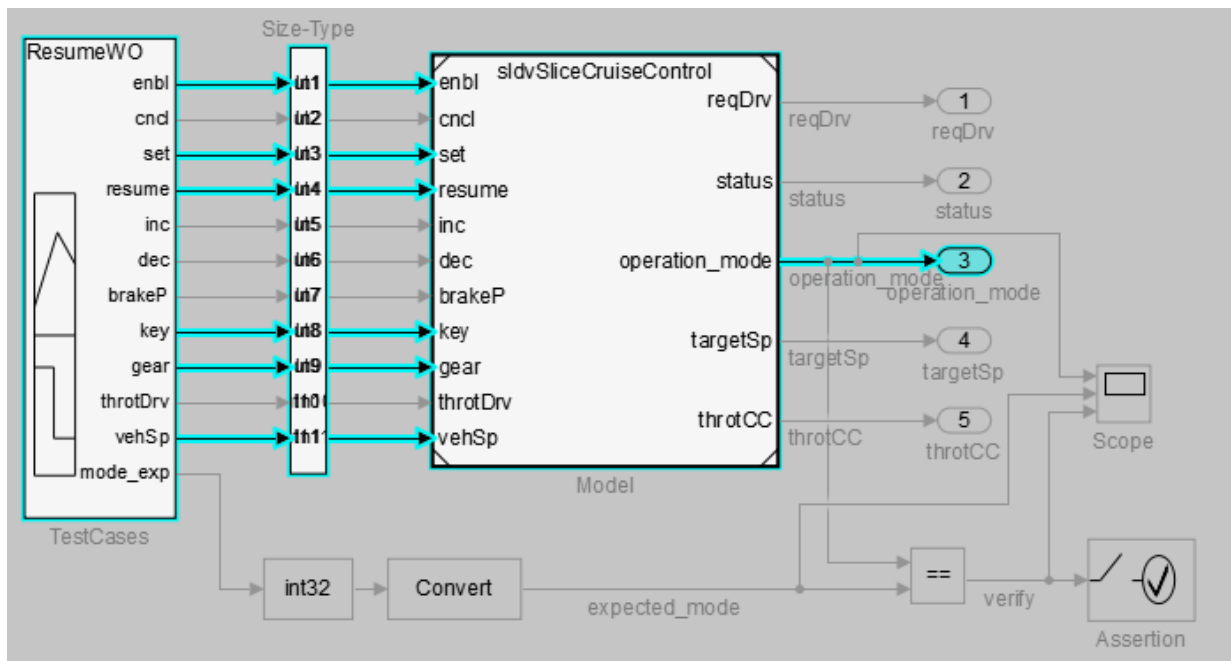 Size-Type
ResumeWO
enbl
cncl
set
resume
inc
dec
brakeP
key
gear
throtDrv
vehSp
mode_exp
TestCases
sldvSliceCruiseControl
enbl
cncl
set
resume
inc
dec
brakeP
key
gear
throtDrv
vehSp
reqDrv
status
operation_mode
targetSp
throtCC
Model
reqDrv
1
reqDrv
status
2
status
operation_mode
3
operation_mode
targetSp
4
targetSp
throtCC
5
throtCC
Scope
int32
Convert
expected_mode
==
verify
Assertion